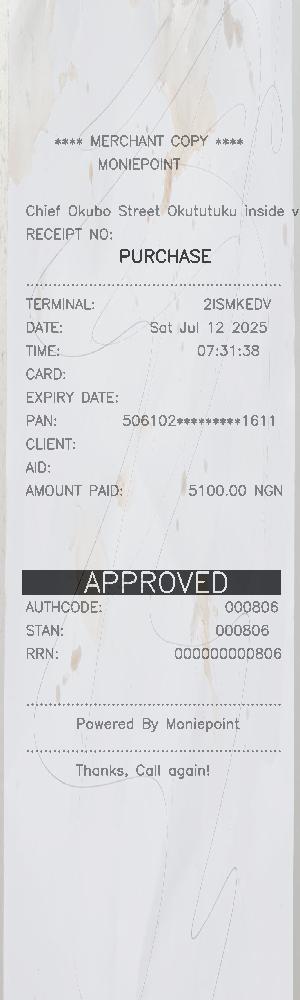 **** MERCHANT COPY ****
MONIEPOINT
Chief Okubo Street Okututuku inside v
RECEIPT NO:
PURCHASE
TERMINAL: 2ISMKEDV
DATE: Sat Jul 12 2025
TIME: 07:31:38
CARD:
EXPIRY DATE:
PAN: 506102*********1611
CLIENT:
AID:
AMOUNT PAID: 5100.00 NGN
APPROVED
AUTHCODE: 000806
STAN: 000806
RRN: 000000000806
Powered By Moniepoint
Thanks, Call again!